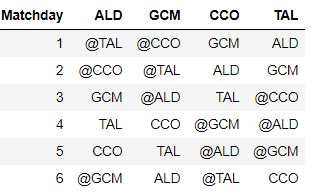 Matchday ALD GCM CCO TAL
1 @TAL @CCO GCM ALD
2 @CCO @TAL ALD GCM
3 GCM @ALD TAL @CCO
4 TAL CCO @GCM @ALD
5 CCO TAL @ALD @GCM
6 @GCM ALD @TAL CCO